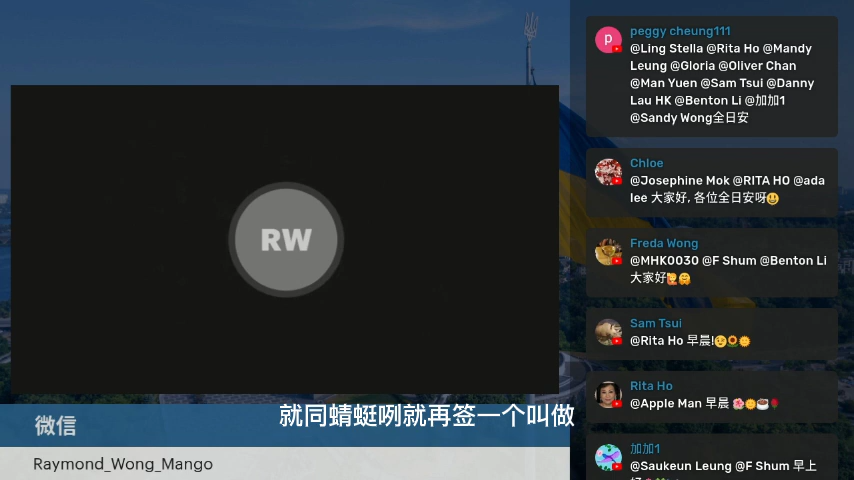 RW
就同蜻蜓咧就再签一个叫做
微信
Raymond_Wong_Mango
p
peggy cheung111
@Ling Stella @Rita Ho @Mandy
Leung @Gloria @Oliver Chan
@Man Yuen @Sam Tsui @Danny
Lau HK @Benton Li @加加1
@Sandy Wong全日安
Chloe
@Josephine Mok @RITA HO @ada
lee 大家好, 各位全日安呀😃
Freda Wong
@MHK0030 @F Shum @Benton Li
大家好🙋🤗
Sam Tsui
@Rita Ho 早晨!😉🌻🌞
Rita Ho
@Apple Man 早晨 🌸🌞☕🌹
加加1
@Saukeun Leung @F Shum 早上